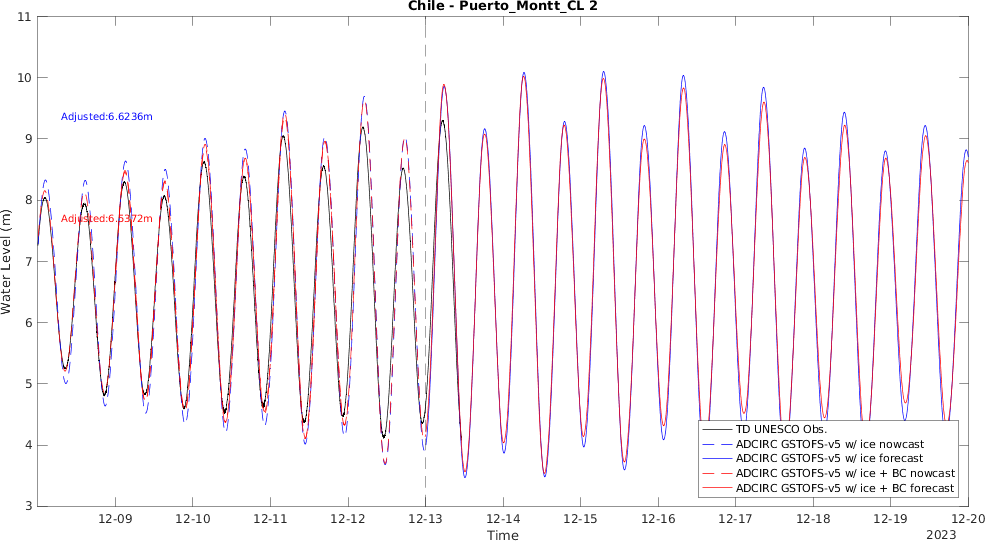 Chile - Puerto_Montt_CL 2
11
10
9
8
7
6
5
4
3
Water Level (m)
Adjusted:6.6236m
Adjusted:6.5372m
TD UNESCO Obs.
ADCIRC GSTOFS-v5 w/ ice nowcast
ADCIRC GSTOFS-v5 w/ ice forecast
ADCIRC GSTOFS-v5 w/ ice + BC nowcast
ADCIRC GSTOFS-v5 w/ ice + BC forecast
12-09 12-10 12-11 12-12 12-13 12-14 12-15 12-16 12-17 12-18 12-19 12-20
Time
2023